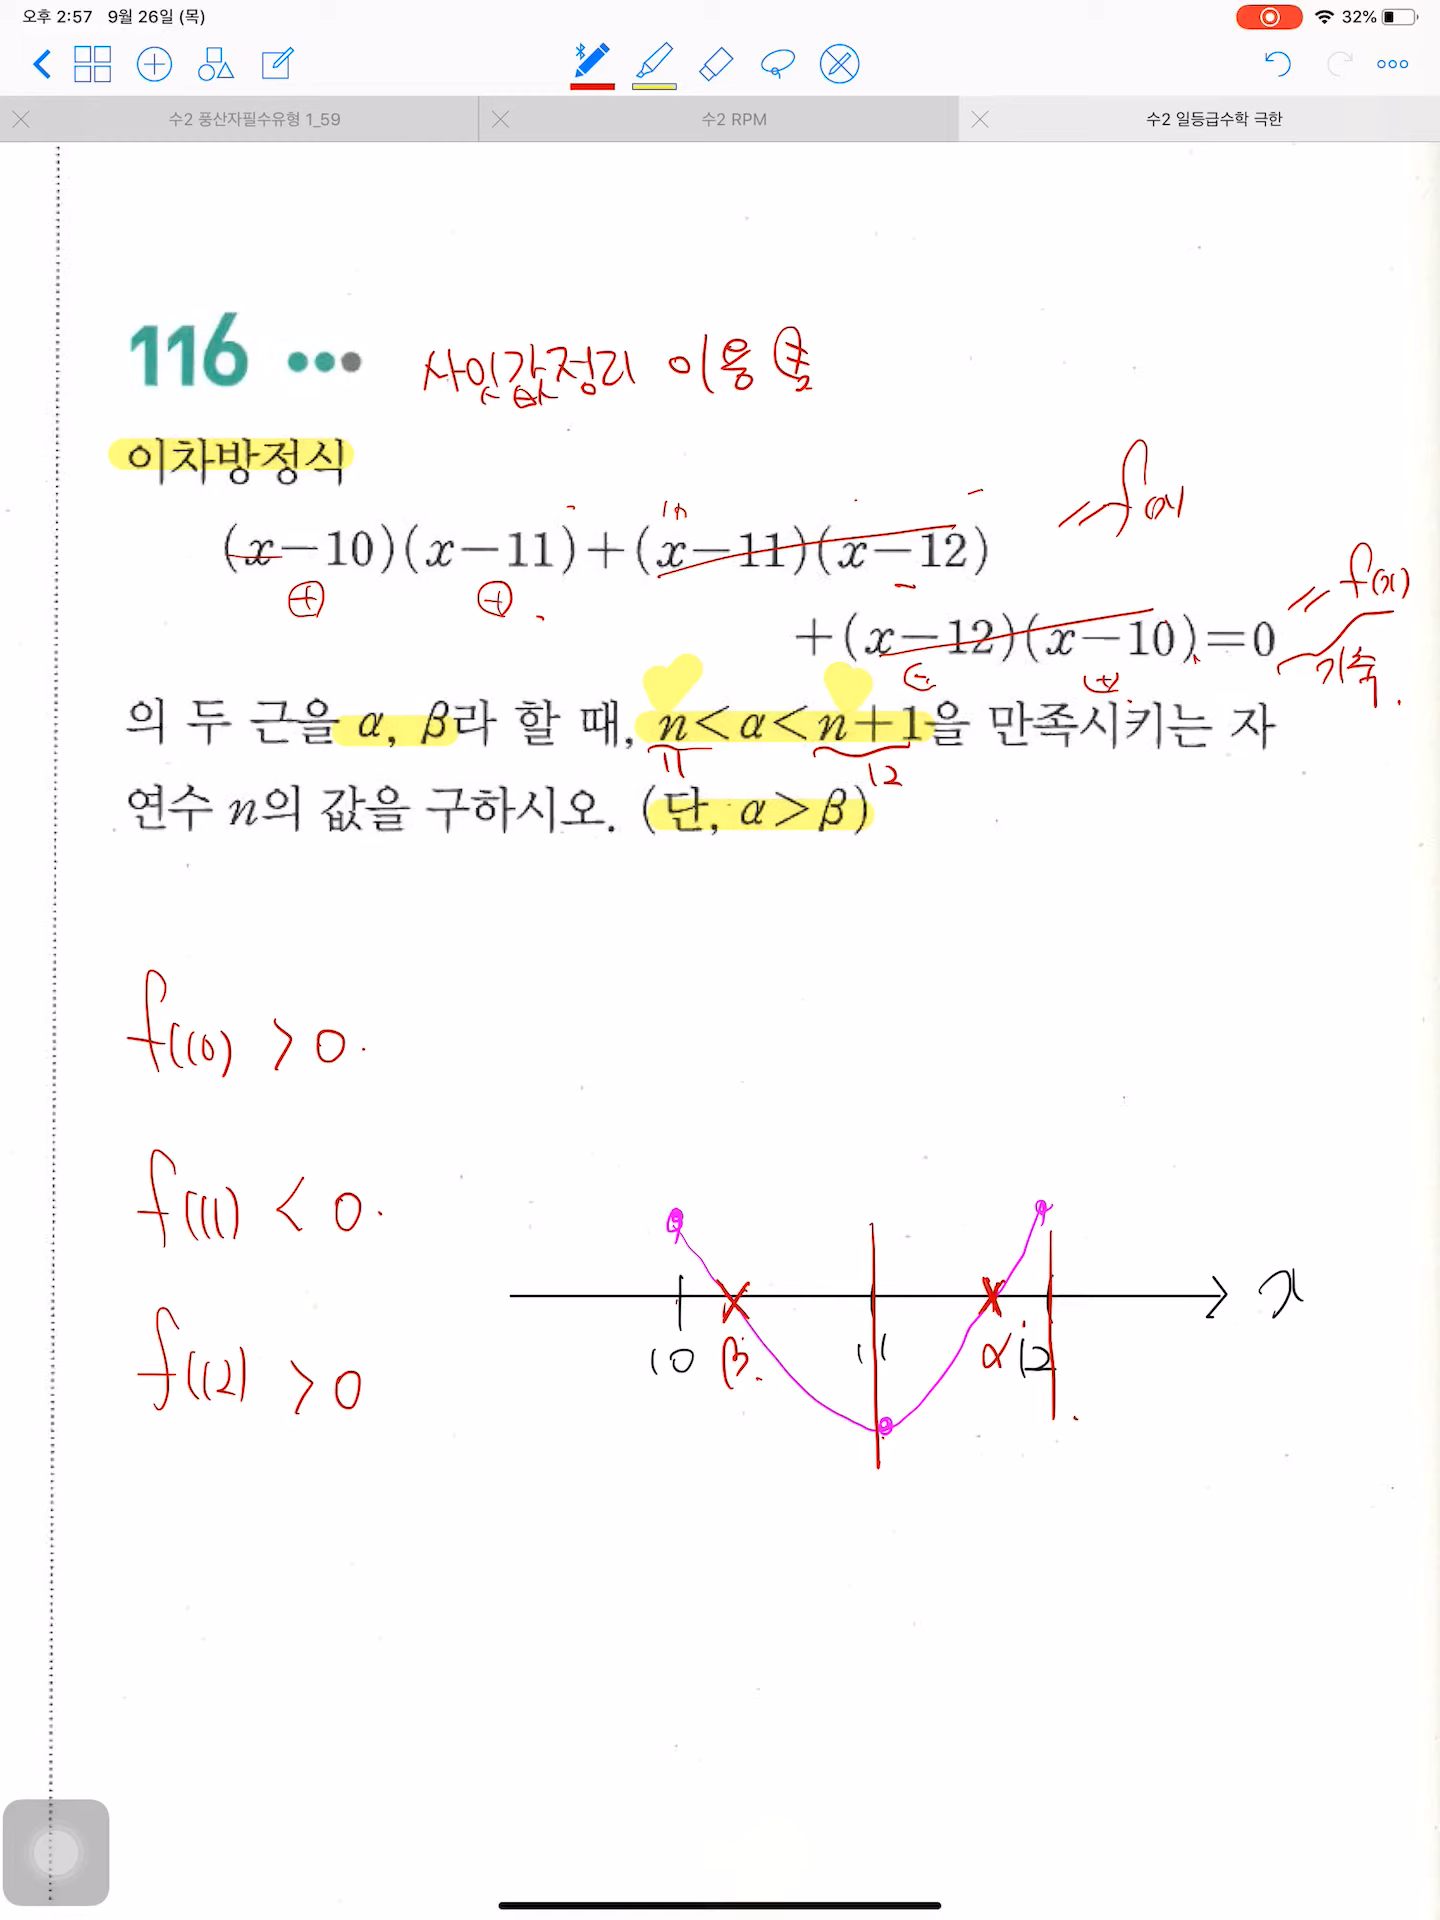 오후 2:57 9월 26일 (목) 32%
수2 풍산자필수유형 1_59 수2 RPM 수2 일등급수학 극한
116 사잇값정리 이용
이차방정식
(x−10)(x−11)+(x−11)(x−12) = f(x)
+(x−12)(x−10)=0 = f(x)
의 두 근을 α, β라 할 때, n<α<n+1을 만족시키는 자
11 12
연수 n의 값을 구하시오. (단, α>β)
f(10) > 0.
f(11) < 0.
f(12) > 0
x
10 β. 11 α 12